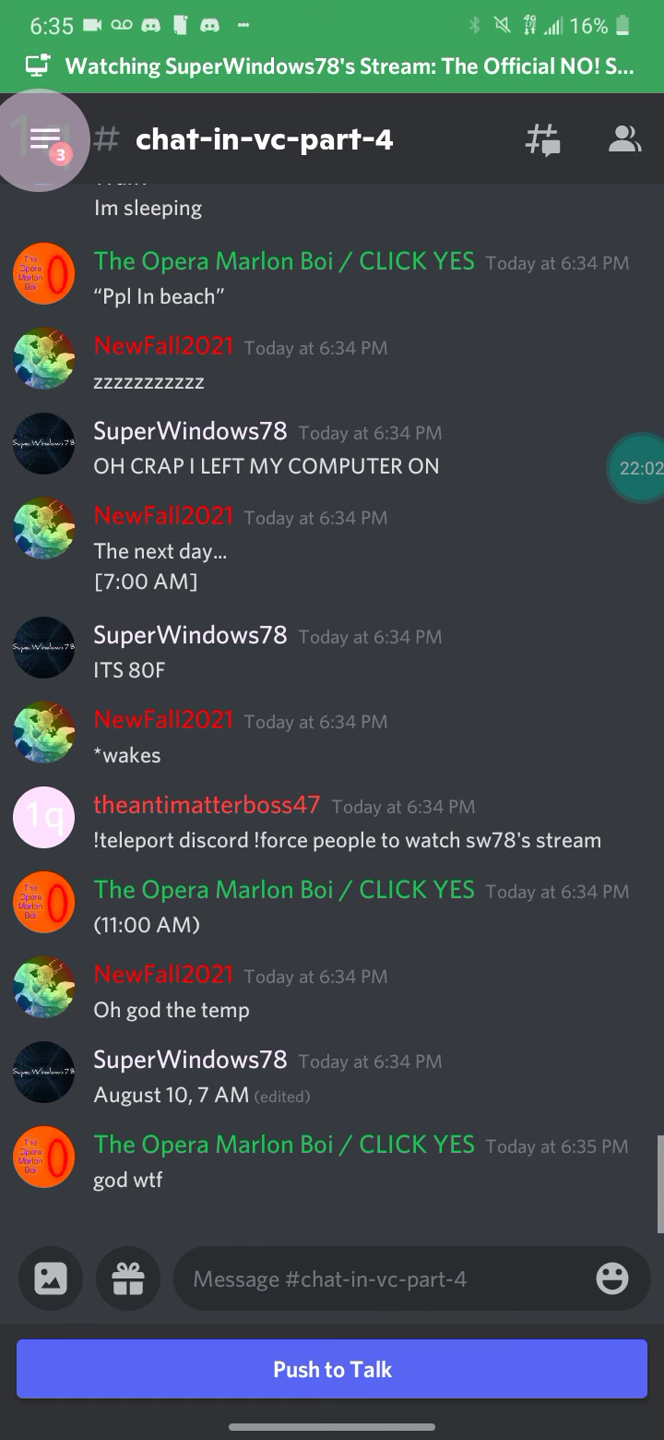 6:35 16%
Watching SuperWindows78's Stream: The Official NO! S...
3 # chat-in-vc-part-4
Im sleeping
The Opera Marlon Boi / CLICK YES Today at 6:34 PM
“Ppl In beach”
NewFall2021 Today at 6:34 PM
zzzzzzzzzzz
SuperWindows78 Today at 6:34 PM
OH CRAP I LEFT MY COMPUTER ON
22:02
NewFall2021 Today at 6:34 PM
The next day...
[7:00 AM]
SuperWindows78 Today at 6:34 PM
ITS 80F
NewFall2021 Today at 6:34 PM
*wakes
1q
theantimatterboss47 Today at 6:34 PM
!teleport discord !force people to watch sw78's stream
The Opera Marlon Boi / CLICK YES Today at 6:34 PM
(11:00 AM)
NewFall2021 Today at 6:34 PM
Oh god the temp
SuperWindows78 Today at 6:34 PM
August 10, 7 AM (edited)
The Opera Marlon Boi / CLICK YES Today at 6:35 PM
god wtf
Message #chat-in-vc-part-4
Push to Talk